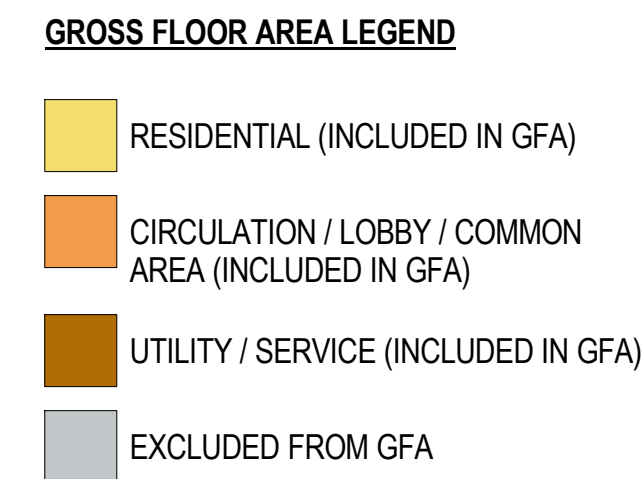 GROSS FLOOR AREA LEGEND
RESIDENTIAL (INCLUDED IN GFA)
CIRCULATION / LOBBY / COMMON
AREA (INCLUDED IN GFA)
UTILITY / SERVICE (INCLUDED IN GFA)
EXCLUDED FROM GFA